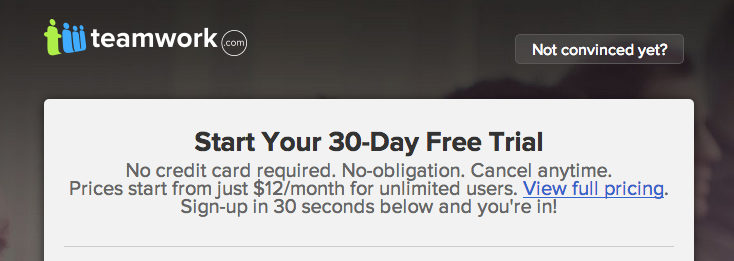 teamwork.com
Not convinced yet?
Start Your 30-Day Free Trial
No credit card required. No-obligation. Cancel anytime.
Prices start from just $12/month for unlimited users. View full pricing.
Sign-up in 30 seconds below and you're in!